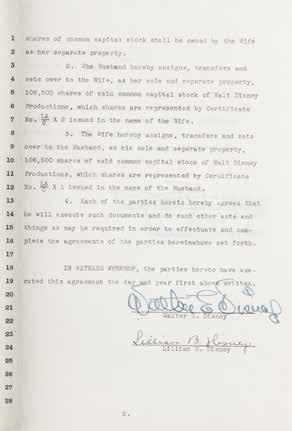 1 shares of common capital stock shall be owned by the Wife
2 as her separate property.
3 2. The Husband hereby assigns, transfers and
4 sets over to the Wife, as her sole and separate property,
5 108,500 shares of said common capital stock of Walt Disney
6 Productions, which shares are represented by Certificate
7 No. X 2 issued in the name of the Wife.
8 3. The Wife hereby assigns, transfers and sets
9 over to the Husband, as his sole and separate property,
10 108,500 shares of said common capital stock of Walt Disney
11 Productions, which shares are represented by Certificate
12 No. X 1 issued in the name of the Husband.
13 4. Each of the parties hereto hereby agrees that
14 he will execute such documents and do such other acts and
15 things as may be required in order to effectuate and com-
16 plete the agreements of the parties hereinabove set forth.
17
18 IN WITNESS WHEREOF, the parties hereto have exe-
19 cuted this agreement the day and year first above written.
20
21 Walter E Disney
Walter E. Disney
22
23 Lillian B. Disney
24 Lillian B. Disney
25
26
27
28
2.